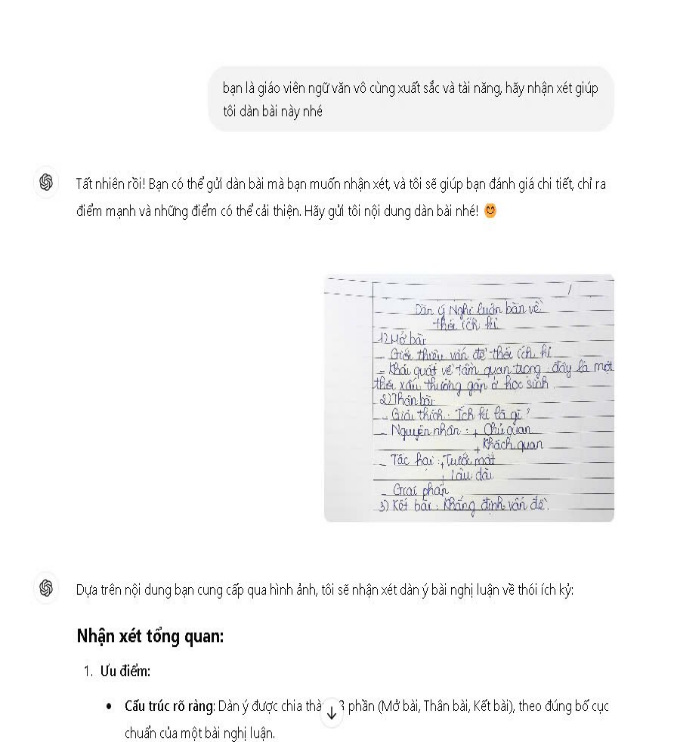 bạn là giáo viên ngữ văn vô cùng xuất sắc và tài năng, hãy nhận xét giúp
tôi dàn bài này nhé
Tất nhiên rồi! Bạn có thể gửi dàn bài mà bạn muốn nhận xét, và tôi sẽ giúp bạn đánh giá chi tiết, chỉ ra
điểm mạnh và những điểm có thể cải thiện. Hãy gửi tôi nội dung dàn bài nhé! 😊
Dàn ý Nghị luận bàn về
thói ích kỉ
1) Mở bài
- Giới thiệu vấn đề thói ích kỉ
- Khái quát về tầm quan trọng đây là một
thói xấu thường gặp ở học sinh
2) Thân bài
- Giải thích: Ích kỉ là gì?
- Nguyên nhân: + Chủ quan
+ Khách quan
- Tác hại: + Trước mắt
+ Lâu dài
- Giải pháp
3) Kết bài: Khẳng định vấn đề.
Dựa trên nội dung bạn cung cấp qua hình ảnh, tôi sẽ nhận xét dàn ý bài nghị luận về thói ích kỷ:
Nhận xét tổng quan:
1. Ưu điểm:
• Cấu trúc rõ ràng: Dàn ý được chia 3 phần (Mở bài, Thân bài, Kết bài), theo đúng bố cục
chuẩn của một bài nghị luận.